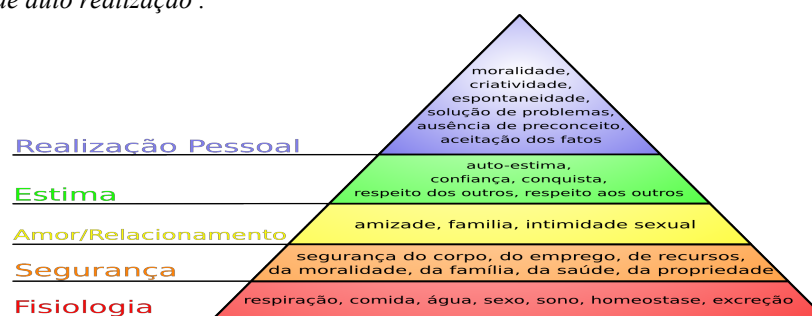 de auto realização .
moralidade,
criatividade,
espontaneidade,
solução de problemas,
ausência de preconceito,
aceitação dos fatos
Realização Pessoal
auto-estima,
confiança, conquista,
respeito dos outros, respeito aos outros
Estima
amizade, familia, intimidade sexual
Amor/Relacionamento
segurança do corpo, do emprego, de recursos,
da moralidade, da família, da saúde, da propriedade
Segurança
respiração, comida, água, sexo, sono, homeostase, excreção
Fisiologia